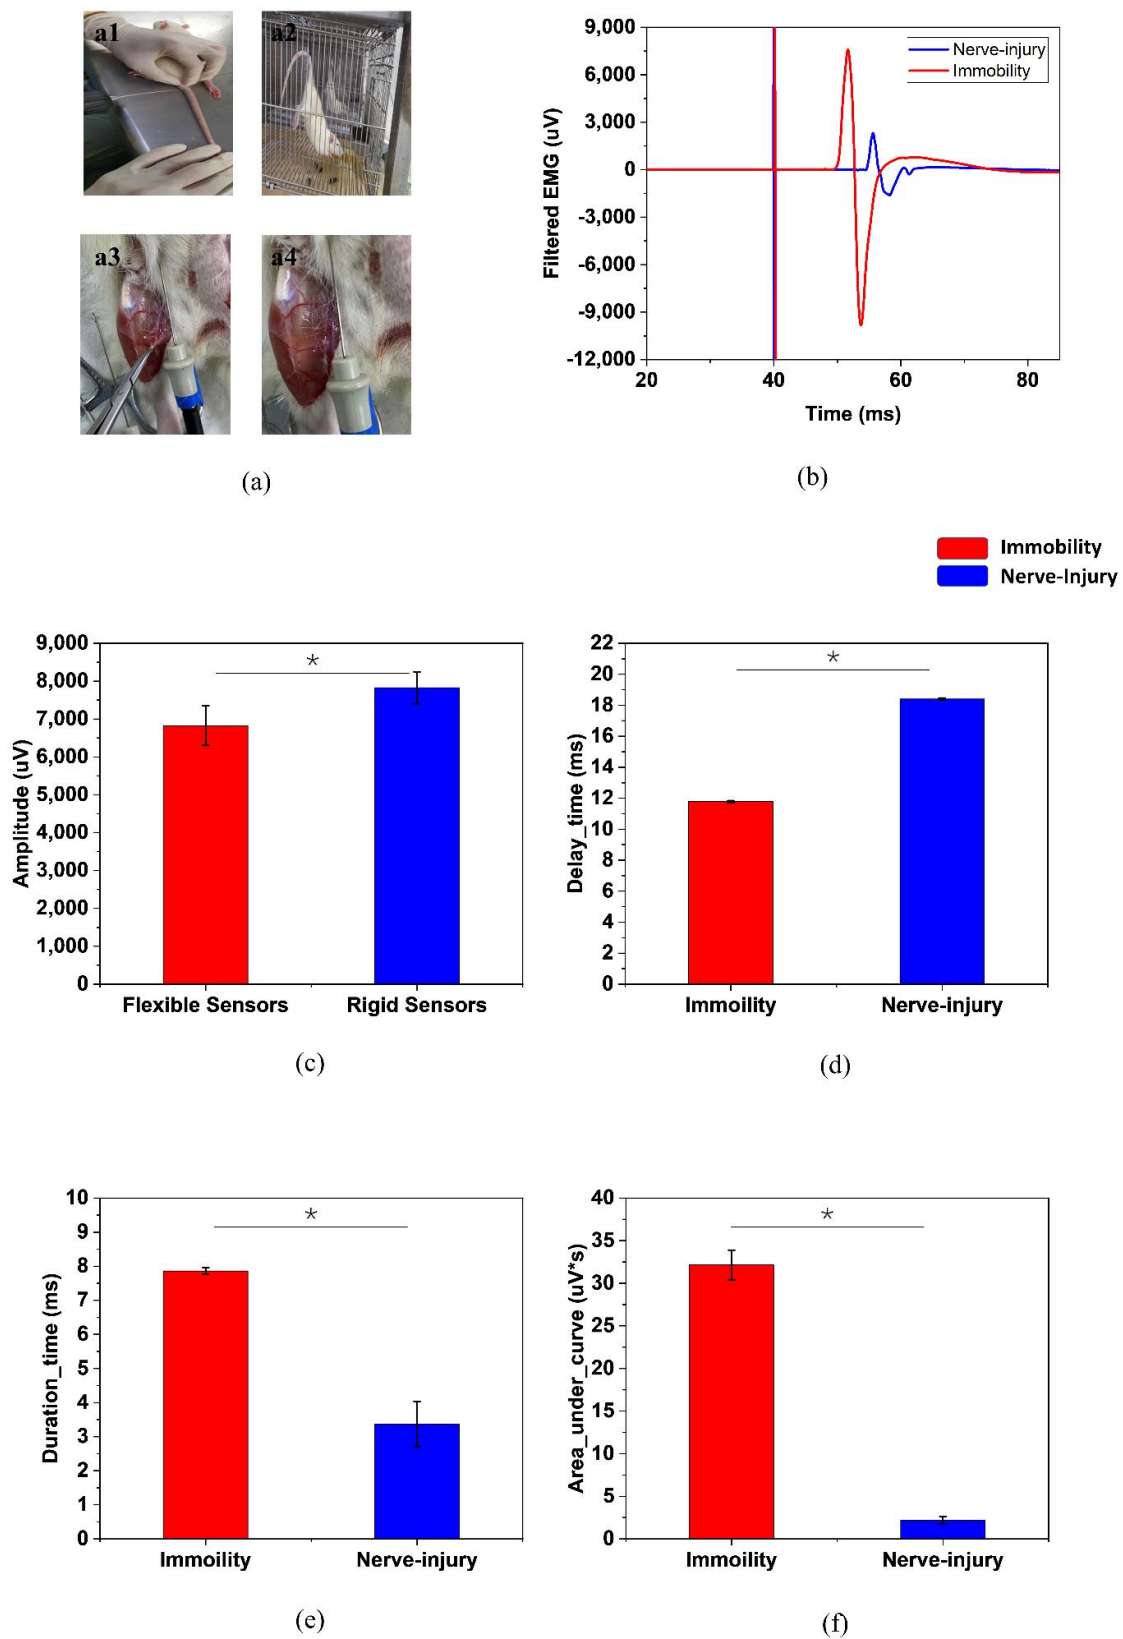 a1
a2
a3
a4
(a)
9,000
6,000
3,000
0
-3,000
-6,000
-9,000
-12,000
20
40
60
80
Filtered EMG (uV)
Time (ms)
Nerve-injury
Immobility
(b)
Immobility
Nerve-Injury
9,000
8,000
7,000
6,000
5,000
4,000
3,000
2,000
1,000
0
Amplitude (uV)
*
Flexible Sensors
Rigid Sensors
(c)
22
20
18
16
14
12
10
8
6
4
2
0
Delay_time (ms)
*
Immoility
Nerve-injury
(d)
10
9
8
7
6
5
4
3
2
1
0
Duration_time (ms)
*
Immoility
Nerve-injury
(e)
40
35
30
25
20
15
10
5
0
Area_under_curve (uV*s)
*
Immoility
Nerve-injury
(f)